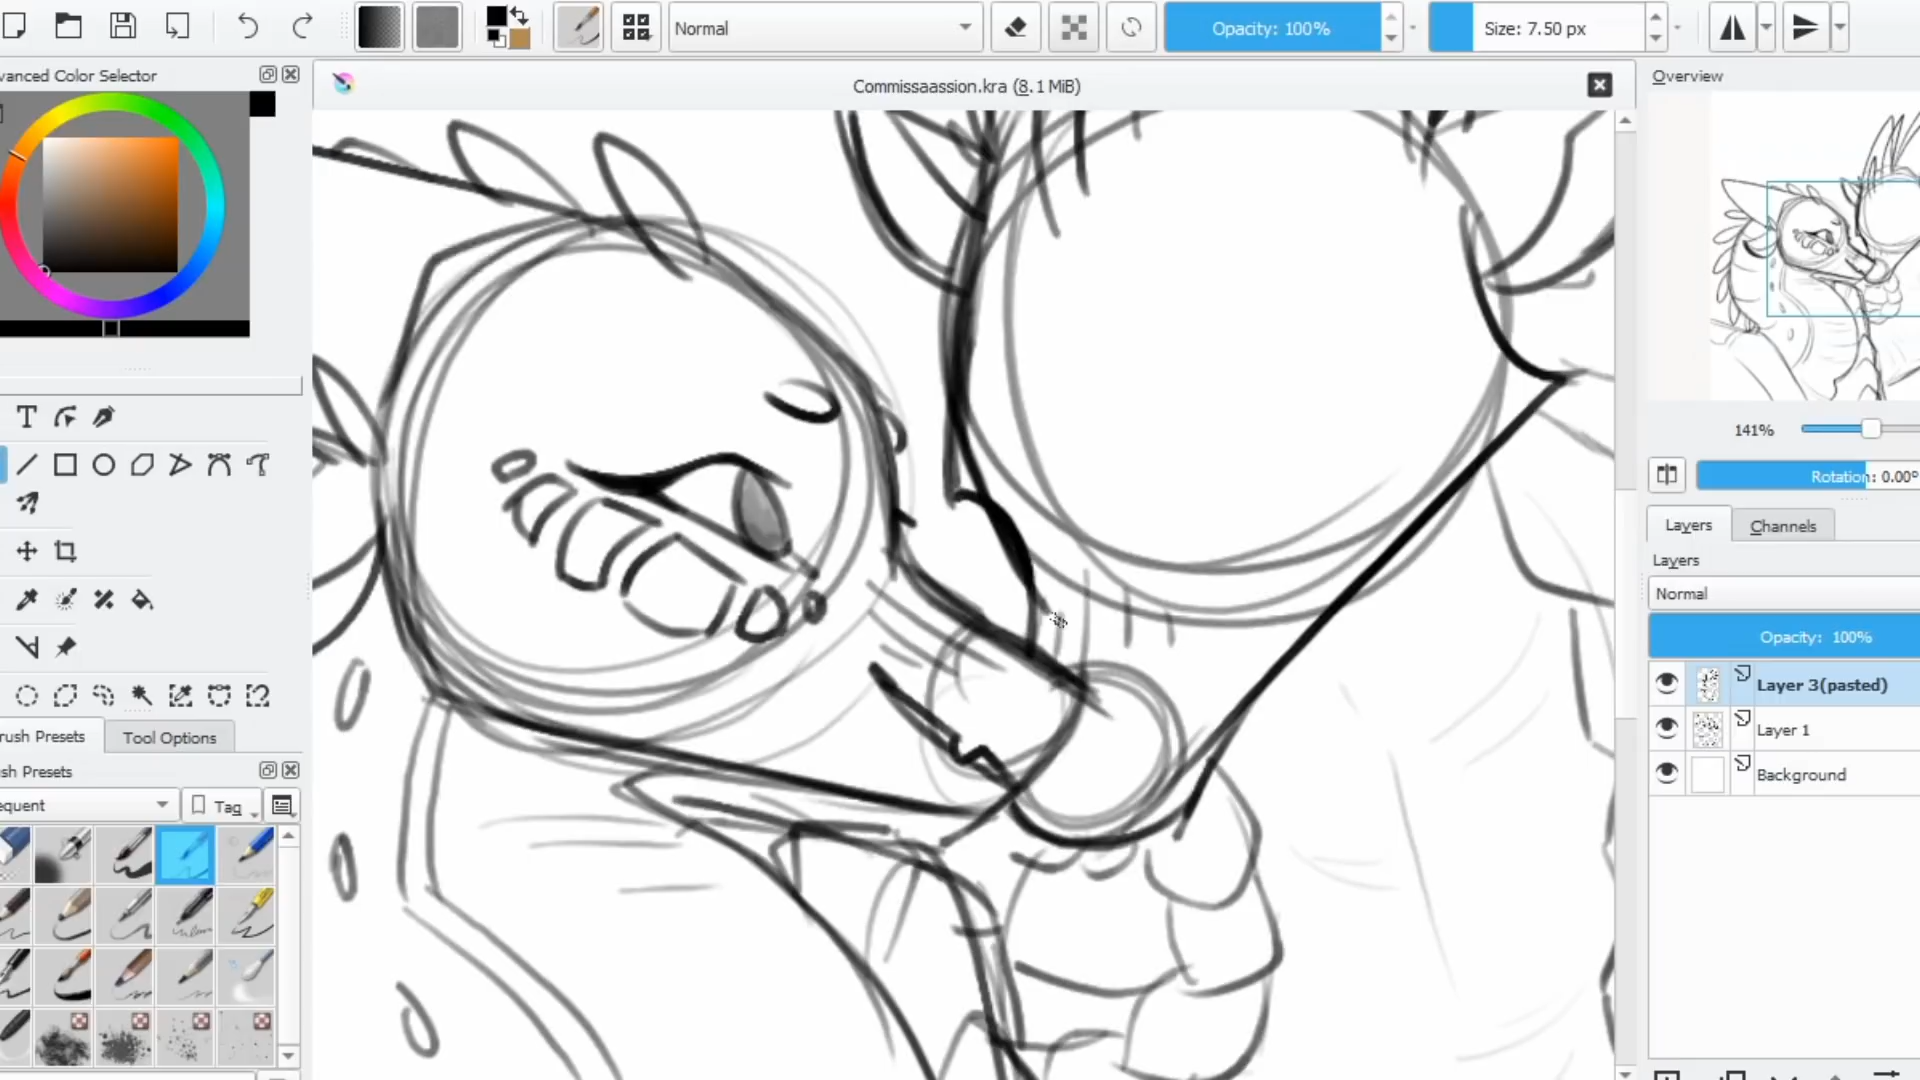 Normal
Opacity: 100%
Size: 7.50 px
vanced Color Selector
Commissaassion.kra (8.1 MiB)
Overview
141%
Rotation: 0.00°
Layers
Channels
Layers
Normal
Opacity: 100%
Layer 3(pasted)
Layer 1
Background
rush Presets
Tool Options
sh Presets
equent
Tag